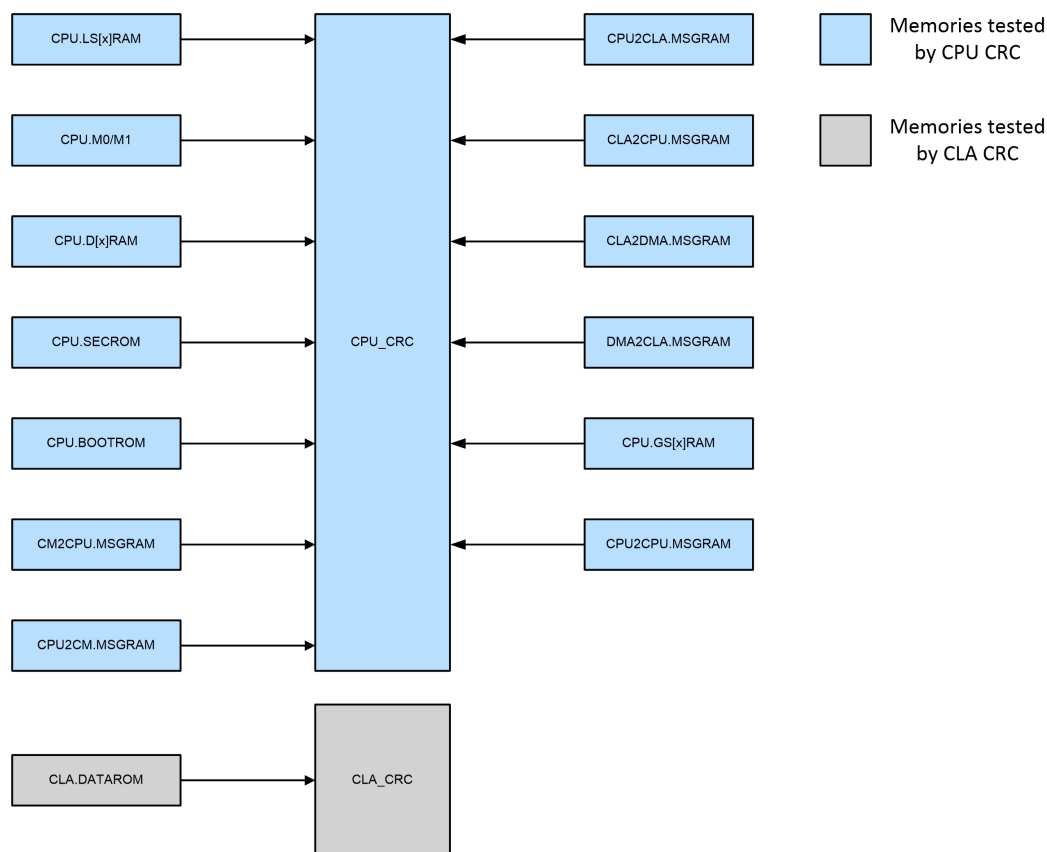 CPU.LS[x]RAM
CPU2CLA.MSGRAM
Memories tested
by CPU CRC
CPU.M0/M1
CLA2CPU.MSGRAM
Memories tested
by CLA CRC
CPU.D[x]RAM
CLA2DMA.MSGRAM
CPU.SECROM
CPU_CRC
DMA2CLA.MSGRAM
CPU.BOOTROM
CPU.GS[x]RAM
CM2CPU.MSGRAM
CPU2CPU.MSGRAM
CPU2CM.MSGRAM
CLA.DATAROM
CLA_CRC